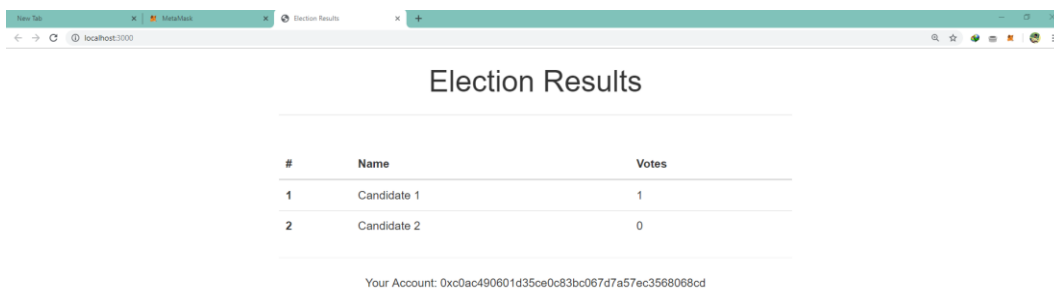 New Tab MetaMask Election Results
localhost:3000
Election Results
# Name Votes
1 Candidate 1 1
2 Candidate 2 0
Your Account: 0xc0ac490601d35ce0c83bc067d7a57ec3568068cd